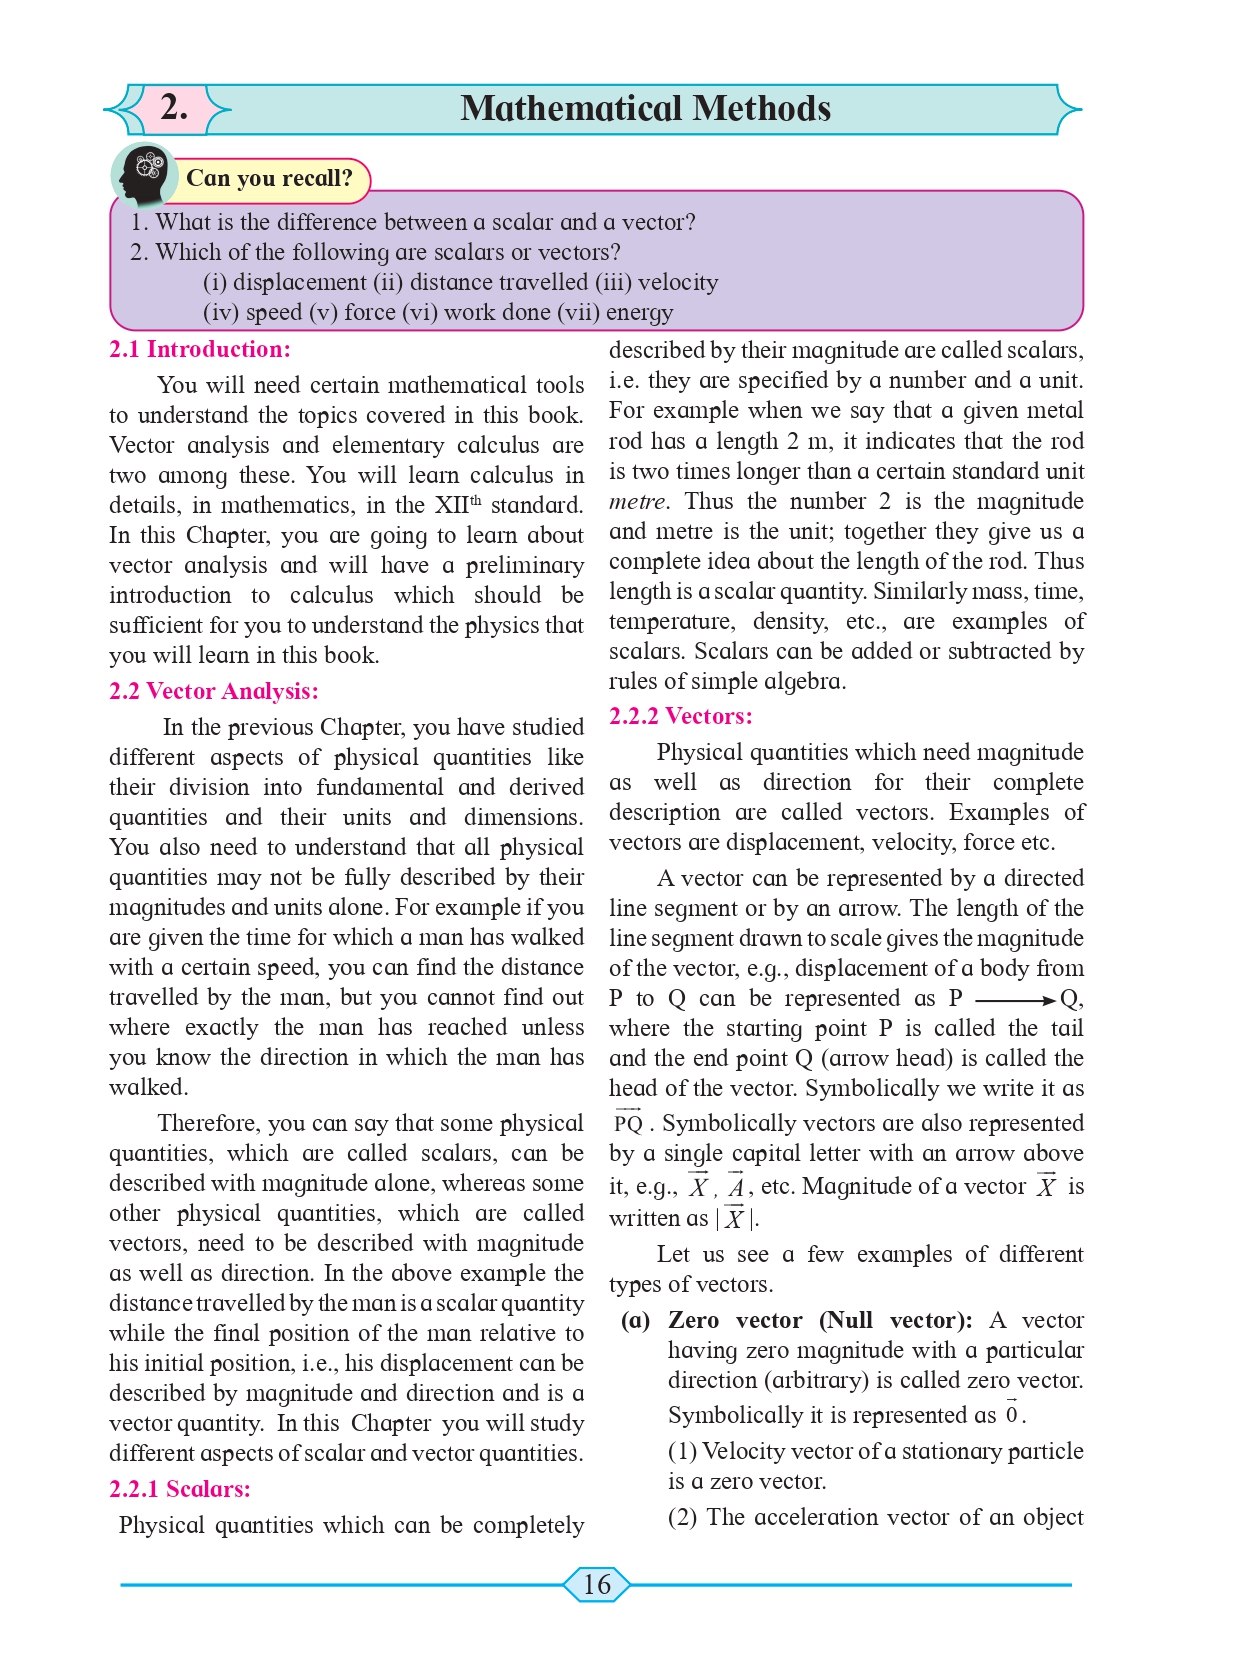 2.
Mathematical Methods
Can you recall?
1. What is the difference between a scalar and a vector?
2. Which of the following are scalars or vectors?
(i) displacement (ii) distance travelled (iii) velocity
(iv) speed (v) force (vi) work done (vii) energy
2.1 Introduction:
You will need certain mathematical tools
to understand the topics covered in this book.
Vector analysis and elementary calculus are
two among these. You will learn calculus in
details, in mathematics, in the XIIth standard.
In this Chapter, you are going to learn about
vector analysis and will have a preliminary
introduction to calculus which should be
sufficient for you to understand the physics that
you will learn in this book.
2.2 Vector Analysis:
In the previous Chapter, you have studied
different aspects of physical quantities like
their division into fundamental and derived
quantities and their units and dimensions.
You also need to understand that all physical
quantities may not be fully described by their
magnitudes and units alone. For example if you
are given the time for which a man has walked
with a certain speed, you can find the distance
travelled by the man, but you cannot find out
where exactly the man has reached unless
you know the direction in which the man has
walked.
Therefore, you can say that some physical
quantities, which are called scalars, can be
described with magnitude alone, whereas some
other physical quantities, which are called
vectors, need to be described with magnitude
as well as direction. In the above example the
distance travelled by the man is a scalar quantity
while the final position of the man relative to
his initial position, i.e., his displacement can be
described by magnitude and direction and is a
vector quantity. In this Chapter you will study
different aspects of scalar and vector quantities.
2.2.1 Scalars:
Physical quantities which can be completely
described by their magnitude are called scalars,
i.e. they are specified by a number and a unit.
For example when we say that a given metal
rod has a length 2 m, it indicates that the rod
is two times longer than a certain standard unit
metre. Thus the number 2 is the magnitude
and metre is the unit; together they give us a
complete idea about the length of the rod. Thus
length is a scalar quantity. Similarly mass, time,
temperature, density, etc., are examples of
scalars. Scalars can be added or subtracted by
rules of simple algebra.
2.2.2 Vectors:
Physical quantities which need magnitude
as well as direction for their complete
description are called vectors. Examples of
vectors are displacement, velocity, force etc.
A vector can be represented by a directed
line segment or by an arrow. The length of the
line segment drawn to scale gives the magnitude
of the vector, e.g., displacement of a body from
P to Q can be represented as P ⟶ Q,
where the starting point P is called the tail
and the end point Q (arrow head) is called the
head of the vector. Symbolically we write it as
P⃗Q⃗ . Symbolically vectors are also represented
by a single capital letter with an arrow above
it, e.g., X⃗ , A⃗ , etc. Magnitude of a vector X⃗ is
written as | X⃗ |.
Let us see a few examples of different
types of vectors.
(a) Zero vector (Null vector): A vector
having zero magnitude with a particular
direction (arbitrary) is called zero vector.
Symbolically it is represented as 0⃗ .
(1) Velocity vector of a stationary particle
is a zero vector.
(2) The acceleration vector of an object
16